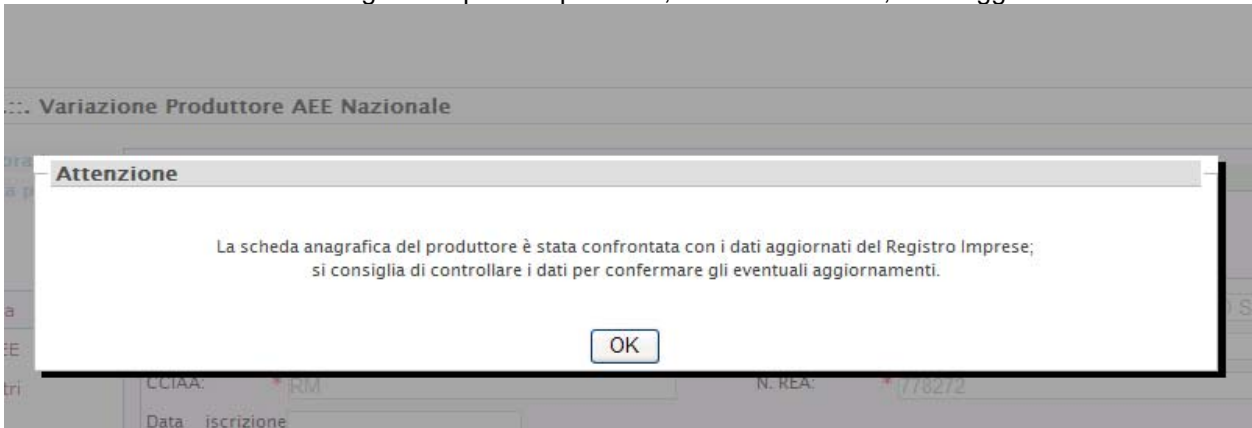 .::. Variazione Produttore AEE Nazionale
Attenzione
La scheda anagrafica del produttore è stata confrontata con i dati aggiornati del Registro Imprese;
si consiglia di controllare i dati per confermare gli eventuali aggiornamenti.
OK
CCIAA: * RM N. REA: * 778272
Data iscrizione